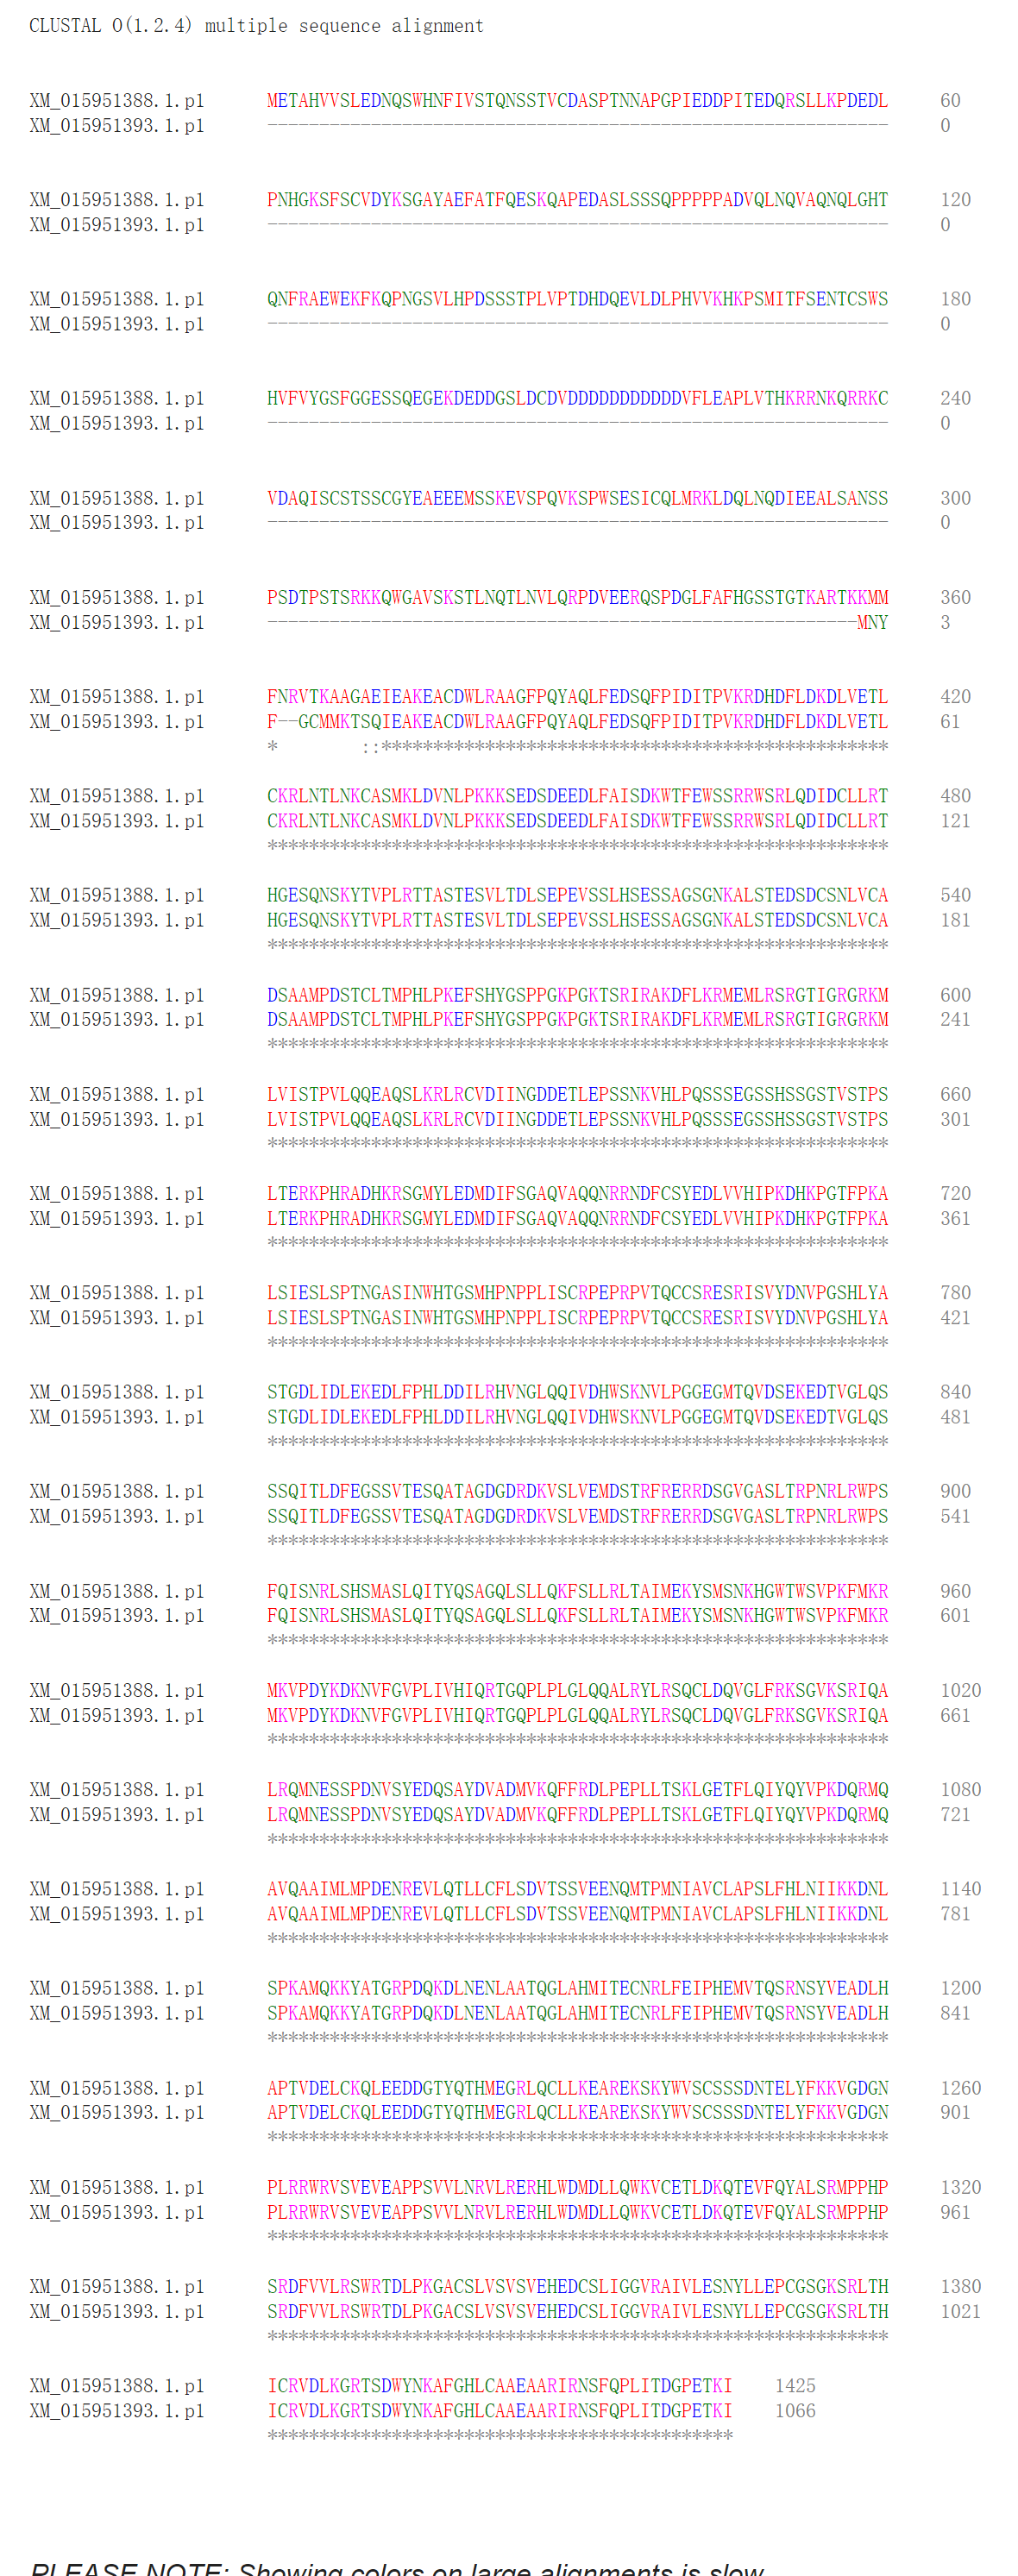 CLUSTAL O(1.2.4) multiple sequence alignment
XM_015951388.1.p1 METAHVVSLEDNQSWHNFIVSTQNSSTVCDASPTNNAPGPIEDDPITEDQRSLLKPDEDL 60
XM_015951393.1.p1 ------------------------------------------------------------ 0
XM_015951388.1.p1 PNHGKSFSCVDYKSGAYAEFATFQESKQAPEDASLSSSQPPPPPADVQLNQVAQNQLGHT 120
XM_015951393.1.p1 ------------------------------------------------------------ 0
XM_015951388.1.p1 QNFRAEWEKFKQPNGSVLHPDSSSTPLVPTDHDQEVLDLPHVVKHKPSMITFSENTCSWS 180
XM_015951393.1.p1 ------------------------------------------------------------ 0
XM_015951388.1.p1 HVFVYGSFGGESSQEGEKDEDDGSLDCDVDDDDDDDDDDDVFLEAPLVTHKRRNKQRRKC 240
XM_015951393.1.p1 ------------------------------------------------------------ 0
XM_015951388.1.p1 VDAQISCSTSSCGYEAEEEMSSKEVSPQVKSPWSESICQLMRKLDQLNQDIEEALSANSS 300
XM_015951393.1.p1 ------------------------------------------------------------ 0
XM_015951388.1.p1 PSDTPSTSRKKQWGAVSKSTLNQTLNVLQRPDVEERQSPDGLFAFHGSSTGTKARTKKMM 360
XM_015951393.1.p1 ---------------------------------------------------------MNY 3
XM_015951388.1.p1 FNRVTKAAGAEIEAKEACDWLRAAGFPQYAQLFEDSQFPIDITPVKRDHDFLDKDLVETL 420
XM_015951393.1.p1 F--GCMMKTSQIEAKEACDWLRAAGFPQYAQLFEDSQFPIDITPVKRDHDFLDKDLVETL 61
* ::*************************************************
XM_015951388.1.p1 CKRLNTLNKCASMKLDVNLPKKKSEDSDEEDLFAISDKWTFEWSSRRWSRLQDIDCLLRT 480
XM_015951393.1.p1 CKRLNTLNKCASMKLDVNLPKKKSEDSDEEDLFAISDKWTFEWSSRRWSRLQDIDCLLRT 121
************************************************************
XM_015951388.1.p1 HGESQNSKYTVPLRTTASTESVLTDLSEPEVSSLHSESSAGSGNKALSTEDSDCSNLVCA 540
XM_015951393.1.p1 HGESQNSKYTVPLRTTASTESVLTDLSEPEVSSLHSESSAGSGNKALSTEDSDCSNLVCA 181
************************************************************
XM_015951388.1.p1 DSAAMPDSTCLTMPHLPKEFSHYGSPPGKPGKTSRIRAKDFLKRMEMLRSRGTIGRGRKM 600
XM_015951393.1.p1 DSAAMPDSTCLTMPHLPKEFSHYGSPPGKPGKTSRIRAKDFLKRMEMLRSRGTIGRGRKM 241
************************************************************
XM_015951388.1.p1 LVISTPVLQQEAQSLKRLRCVDIINGDDETLEPSSNKVHLPQSSSEGSSHSSGSTVSTPS 660
XM_015951393.1.p1 LVISTPVLQQEAQSLKRLRCVDIINGDDETLEPSSNKVHLPQSSSEGSSHSSGSTVSTPS 301
************************************************************
XM_015951388.1.p1 LTERKPHRADHKRSGMYLEDMDIFSGAQVAQQNRRNDFCSYEDLVVHIPKDHKPGTFPKA 720
XM_015951393.1.p1 LTERKPHRADHKRSGMYLEDMDIFSGAQVAQQNRRNDFCSYEDLVVHIPKDHKPGTFPKA 361
************************************************************
XM_015951388.1.p1 LSIESLSPTNGASINWHTGSMHPNPPLISCRPEPRPVTQCCSRESRISVYDNVPGSHLYA 780
XM_015951393.1.p1 LSIESLSPTNGASINWHTGSMHPNPPLISCRPEPRPVTQCCSRESRISVYDNVPGSHLYA 421
************************************************************
XM_015951388.1.p1 STGDLIDLEKEDLFPHLDDILRHVNGLQQIVDHWSKNVLPGGEGMTQVDSEKEDTVGLQS 840
XM_015951393.1.p1 STGDLIDLEKEDLFPHLDDILRHVNGLQQIVDHWSKNVLPGGEGMTQVDSEKEDTVGLQS 481
************************************************************
XM_015951388.1.p1 SSQITLDFEGSSVTESQATAGDGDRDKVSLVEMDSTRFRERRDSGVGASLTRPNRLRWPS 900
XM_015951393.1.p1 SSQITLDFEGSSVTESQATAGDGDRDKVSLVEMDSTRFRERRDSGVGASLTRPNRLRWPS 541
************************************************************
XM_015951388.1.p1 FQISNRLSHSMASLQITYQSAGQLSLLQKFSLLRLTAIMEKYSMSNKHGWTWSVPKFMKR 960
XM_015951393.1.p1 FQISNRLSHSMASLQITYQSAGQLSLLQKFSLLRLTAIMEKYSMSNKHGWTWSVPKFMKR 601
************************************************************
XM_015951388.1.p1 MKVPDYKDKNVFGVPLIVHIQRTGQPLPLGLQQALRYLRSQCLDQVGLFRKSGVKSRIQA 1020
XM_015951393.1.p1 MKVPDYKDKNVFGVPLIVHIQRTGQPLPLGLQQALRYLRSQCLDQVGLFRKSGVKSRIQA 661
************************************************************
XM_015951388.1.p1 LRQMNESSPDNVSYEDQSAYDVADMVKQFFRDLPEPLLTSKLGETFLQIYQYVPKDQRMQ 1080
XM_015951393.1.p1 LRQMNESSPDNVSYEDQSAYDVADMVKQFFRDLPEPLLTSKLGETFLQIYQYVPKDQRMQ 721
************************************************************
XM_015951388.1.p1 AVQAAIMLMPDENREVLQTLLCFLSDVTSSVEENQMTPMNIAVCLAPSLFHLNIIKKDNL 1140
XM_015951393.1.p1 AVQAAIMLMPDENREVLQTLLCFLSDVTSSVEENQMTPMNIAVCLAPSLFHLNIIKKDNL 781
************************************************************
XM_015951388.1.p1 SPKAMQKKYATGRPDQKDLNENLAATQGLAHMITECNRLFEIPHEMVTQSRNSYVEADLH 1200
XM_015951393.1.p1 SPKAMQKKYATGRPDQKDLNENLAATQGLAHMITECNRLFEIPHEMVTQSRNSYVEADLH 841
************************************************************
XM_015951388.1.p1 APTVDELCKQLEEDDGTYQTHMEGRLQCLLKEAREKSKYWVSCSSSDNTELYFKKVGDGN 1260
XM_015951393.1.p1 APTVDELCKQLEEDDGTYQTHMEGRLQCLLKEAREKSKYWVSCSSSDNTELYFKKVGDGN 901
************************************************************
XM_015951388.1.p1 PLRRWRVSVEVEAPPSVVLNRVLRERHLWDMDLLQWKVCETLDKQTEVFQYALSRMPPHP 1320
XM_015951393.1.p1 PLRRWRVSVEVEAPPSVVLNRVLRERHLWDMDLLQWKVCETLDKQTEVFQYALSRMPPHP 961
************************************************************
XM_015951388.1.p1 SRDFVVLRSWRTDLPKGACSLVSVSVEHEDCSLIGGVRAIVLESNYLLEPCGSGKSRLTH 1380
XM_015951393.1.p1 SRDFVVLRSWRTDLPKGACSLVSVSVEHEDCSLIGGVRAIVLESNYLLEPCGSGKSRLTH 1021
************************************************************
XM_015951388.1.p1 ICRVDLKGRTSDWYNKAFGHLCAAEAARIRNSFQPLITDGPETKI 1425
XM_015951393.1.p1 ICRVDLKGRTSDWYNKAFGHLCAAEAARIRNSFQPLITDGPETKI 1066
*********************************************
PLEASE NOTE: Showing colors on large alignments is slow.